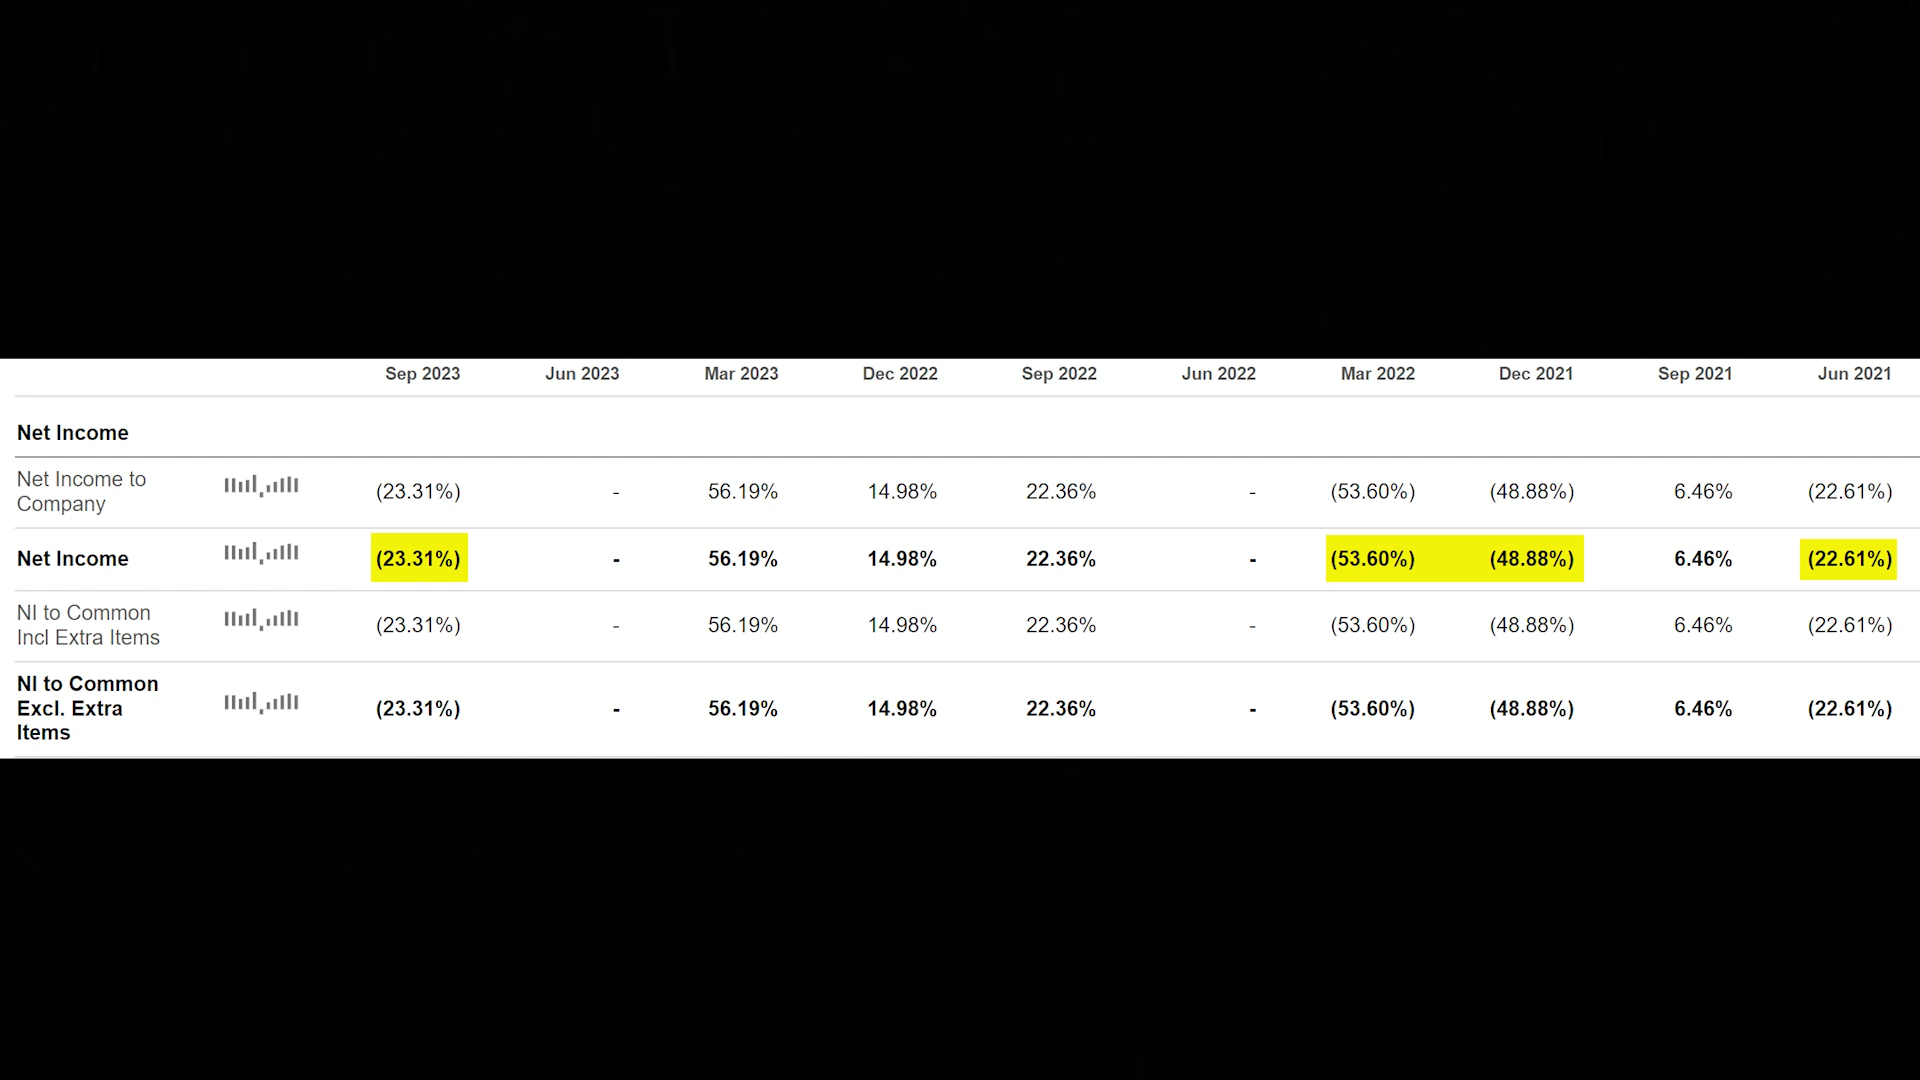 Sep 2023 Jun 2023 Mar 2023 Dec 2022 Sep 2022 Jun 2022 Mar 2022 Dec 2021 Sep 2021 Jun 2021
Net Income
Net Income to
Company
(23.31%) - 56.19% 14.98% 22.36% - (53.60%) (48.88%) 6.46% (22.61%)
Net Income (23.31%) - 56.19% 14.98% 22.36% - (53.60%) (48.88%) 6.46% (22.61%)
NI to Common
Incl Extra Items
(23.31%) - 56.19% 14.98% 22.36% - (53.60%) (48.88%) 6.46% (22.61%)
NI to Common
Excl. Extra
Items
(23.31%) - 56.19% 14.98% 22.36% - (53.60%) (48.88%) 6.46% (22.61%)